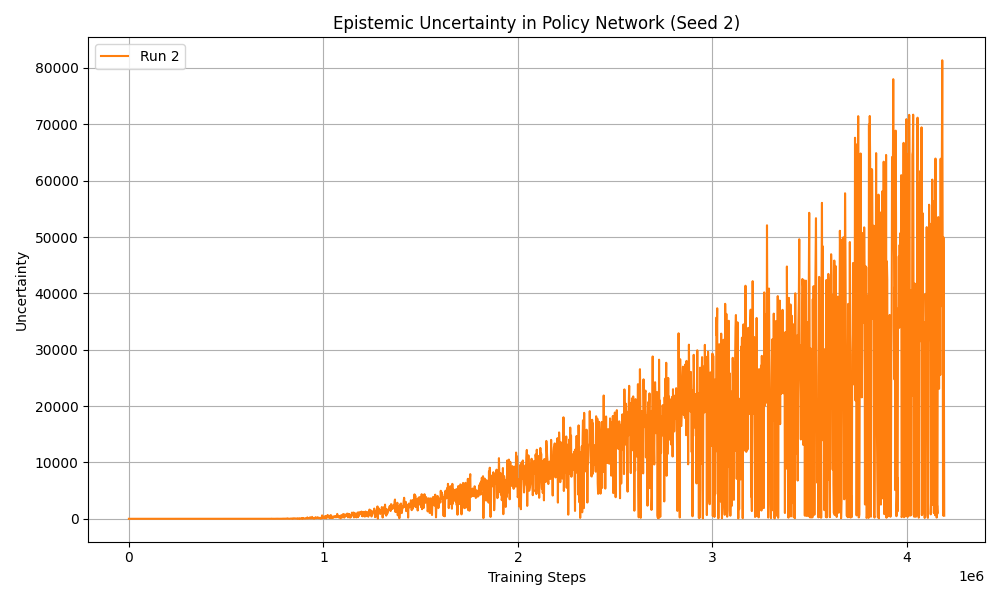 Epistemic Uncertainty in Policy Network (Seed 2)
Run 2
Uncertainty
80000
70000
60000
50000
40000
30000
20000
10000
0
0 1 2 3 4
1e6
Training Steps